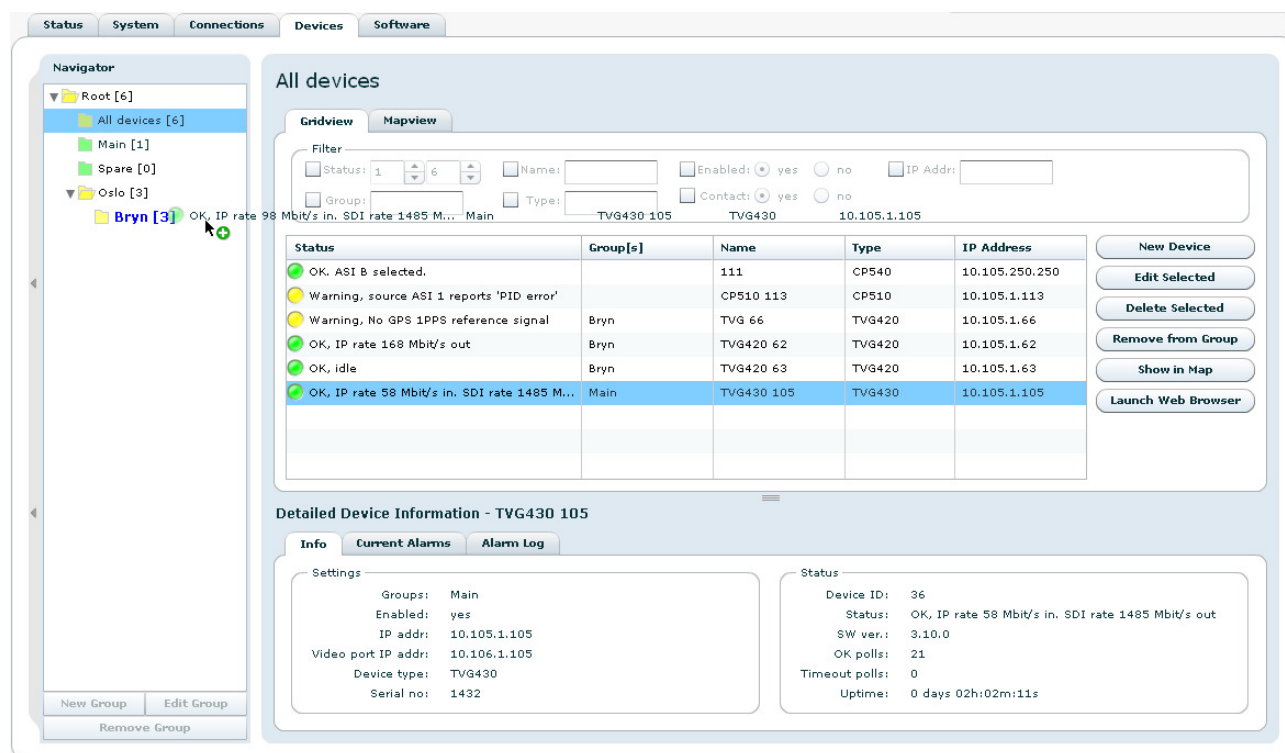 Status System Connections Devices Software
Navigator
Root [6]
All devices [6]
Main [1]
Spare [0]
Oslo [3]
Bryn [3]
OK, IP rate 98 Mbit/s in. SDI rate 1485 M... Main TVG430 105 TVG430 10.105.1.105
New Group Edit Group
Remove Group
All devices
Gridview Mapview
Filter
Status: 1 6 Name: Enabled: yes no IP Addr:
Group: Type: Contact: yes no
Status Group[s] Name Type IP Address
OK. ASI B selected. 111 CP540 10.105.250.250
Warning, source ASI 1 reports 'PID error' CP510 113 CP510 10.105.1.113
Warning, No GPS 1PPS reference signal Bryn TVG 66 TVG420 10.105.1.66
OK, IP rate 168 Mbit/s out Bryn TVG420 62 TVG420 10.105.1.62
OK, idle Bryn TVG420 63 TVG420 10.105.1.63
OK, IP rate 58 Mbit/s in. SDI rate 1485 M... Main TVG430 105 TVG430 10.105.1.105
New Device
Edit Selected
Delete Selected
Remove from Group
Show in Map
Launch Web Browser
Detailed Device Information - TVG430 105
Info Current Alarms Alarm Log
Settings
Groups: Main
Enabled: yes
IP addr: 10.105.1.105
Video port IP addr: 10.106.1.105
Device type: TVG430
Serial no: 1432
Status
Device ID: 36
Status: OK, IP rate 58 Mbit/s in. SDI rate 1485 Mbit/s out
SW ver.: 3.10.0
OK polls: 21
Timeout polls: 0
Uptime: 0 days 02h:02m:11s